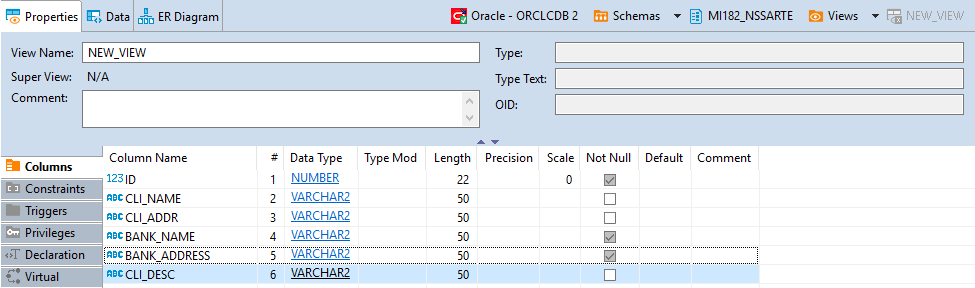 Properties Data ER Diagram Oracle - ORCLCDB 2 Schemas MI182_NSSARTE Views NEW_VIEW
View Name: NEW_VIEW Type:
Super View: N/A Type Text:
Comment: OID:
Columns Column Name # Data Type Type Mod Length Precision Scale Not Null Default Comment
123 ID 1 NUMBER 22 0
Constraints ABC CLI_NAME 2 VARCHAR2 50
Triggers ABC CLI_ADDR 3 VARCHAR2 50
Privileges ABC BANK_NAME 4 VARCHAR2 50
Declaration ABC BANK_ADDRESS 5 VARCHAR2 50
Virtual ABC CLI_DESC 6 VARCHAR2 50